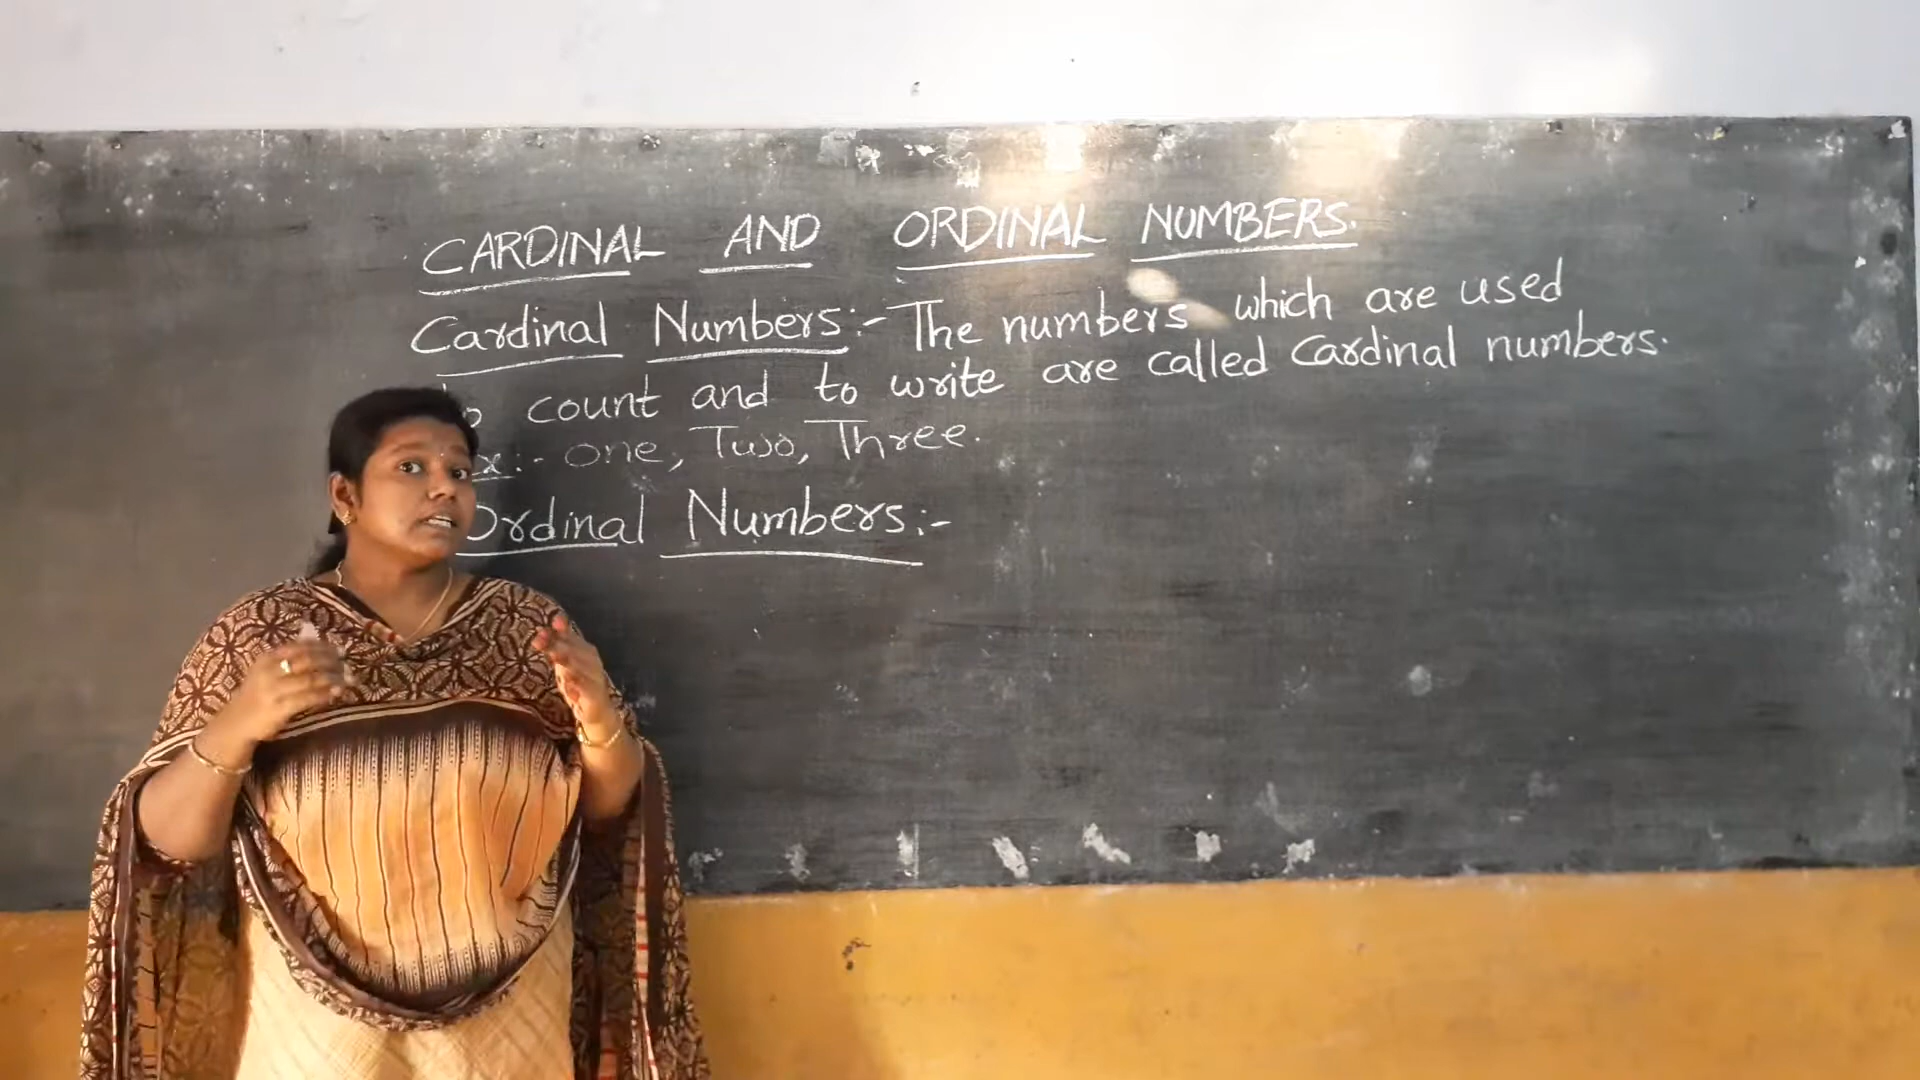 CARDINAL AND ORDINAL NUMBERS.
Cardinal Numbers:- The numbers which are used
count and to write are called Cardinal numbers.
:- One, Two, Three.
Ordinal Numbers:-